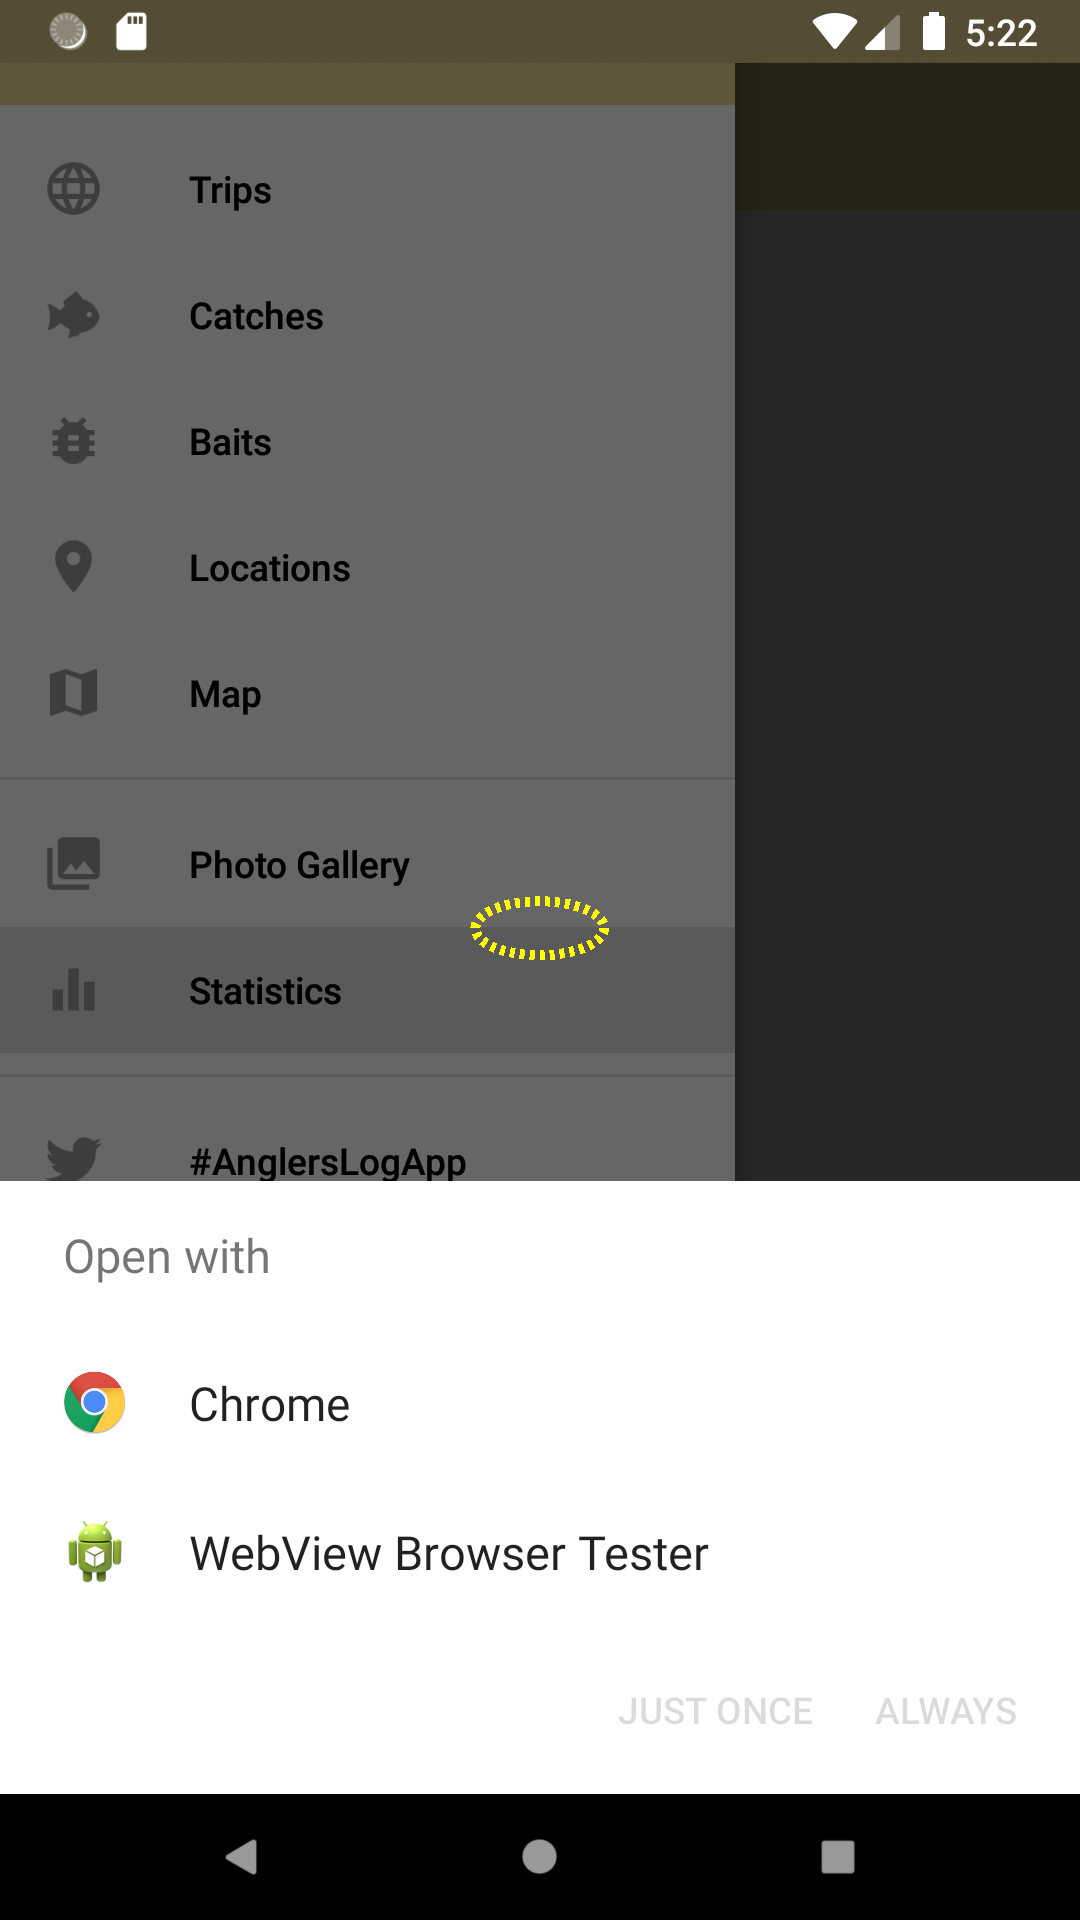 5:22
Trips
Catches
Baits
Locations
Map
Photo Gallery
Statistics
#AnglersLogApp
Open with
Chrome
WebView Browser Tester
JUST ONCE ALWAYS